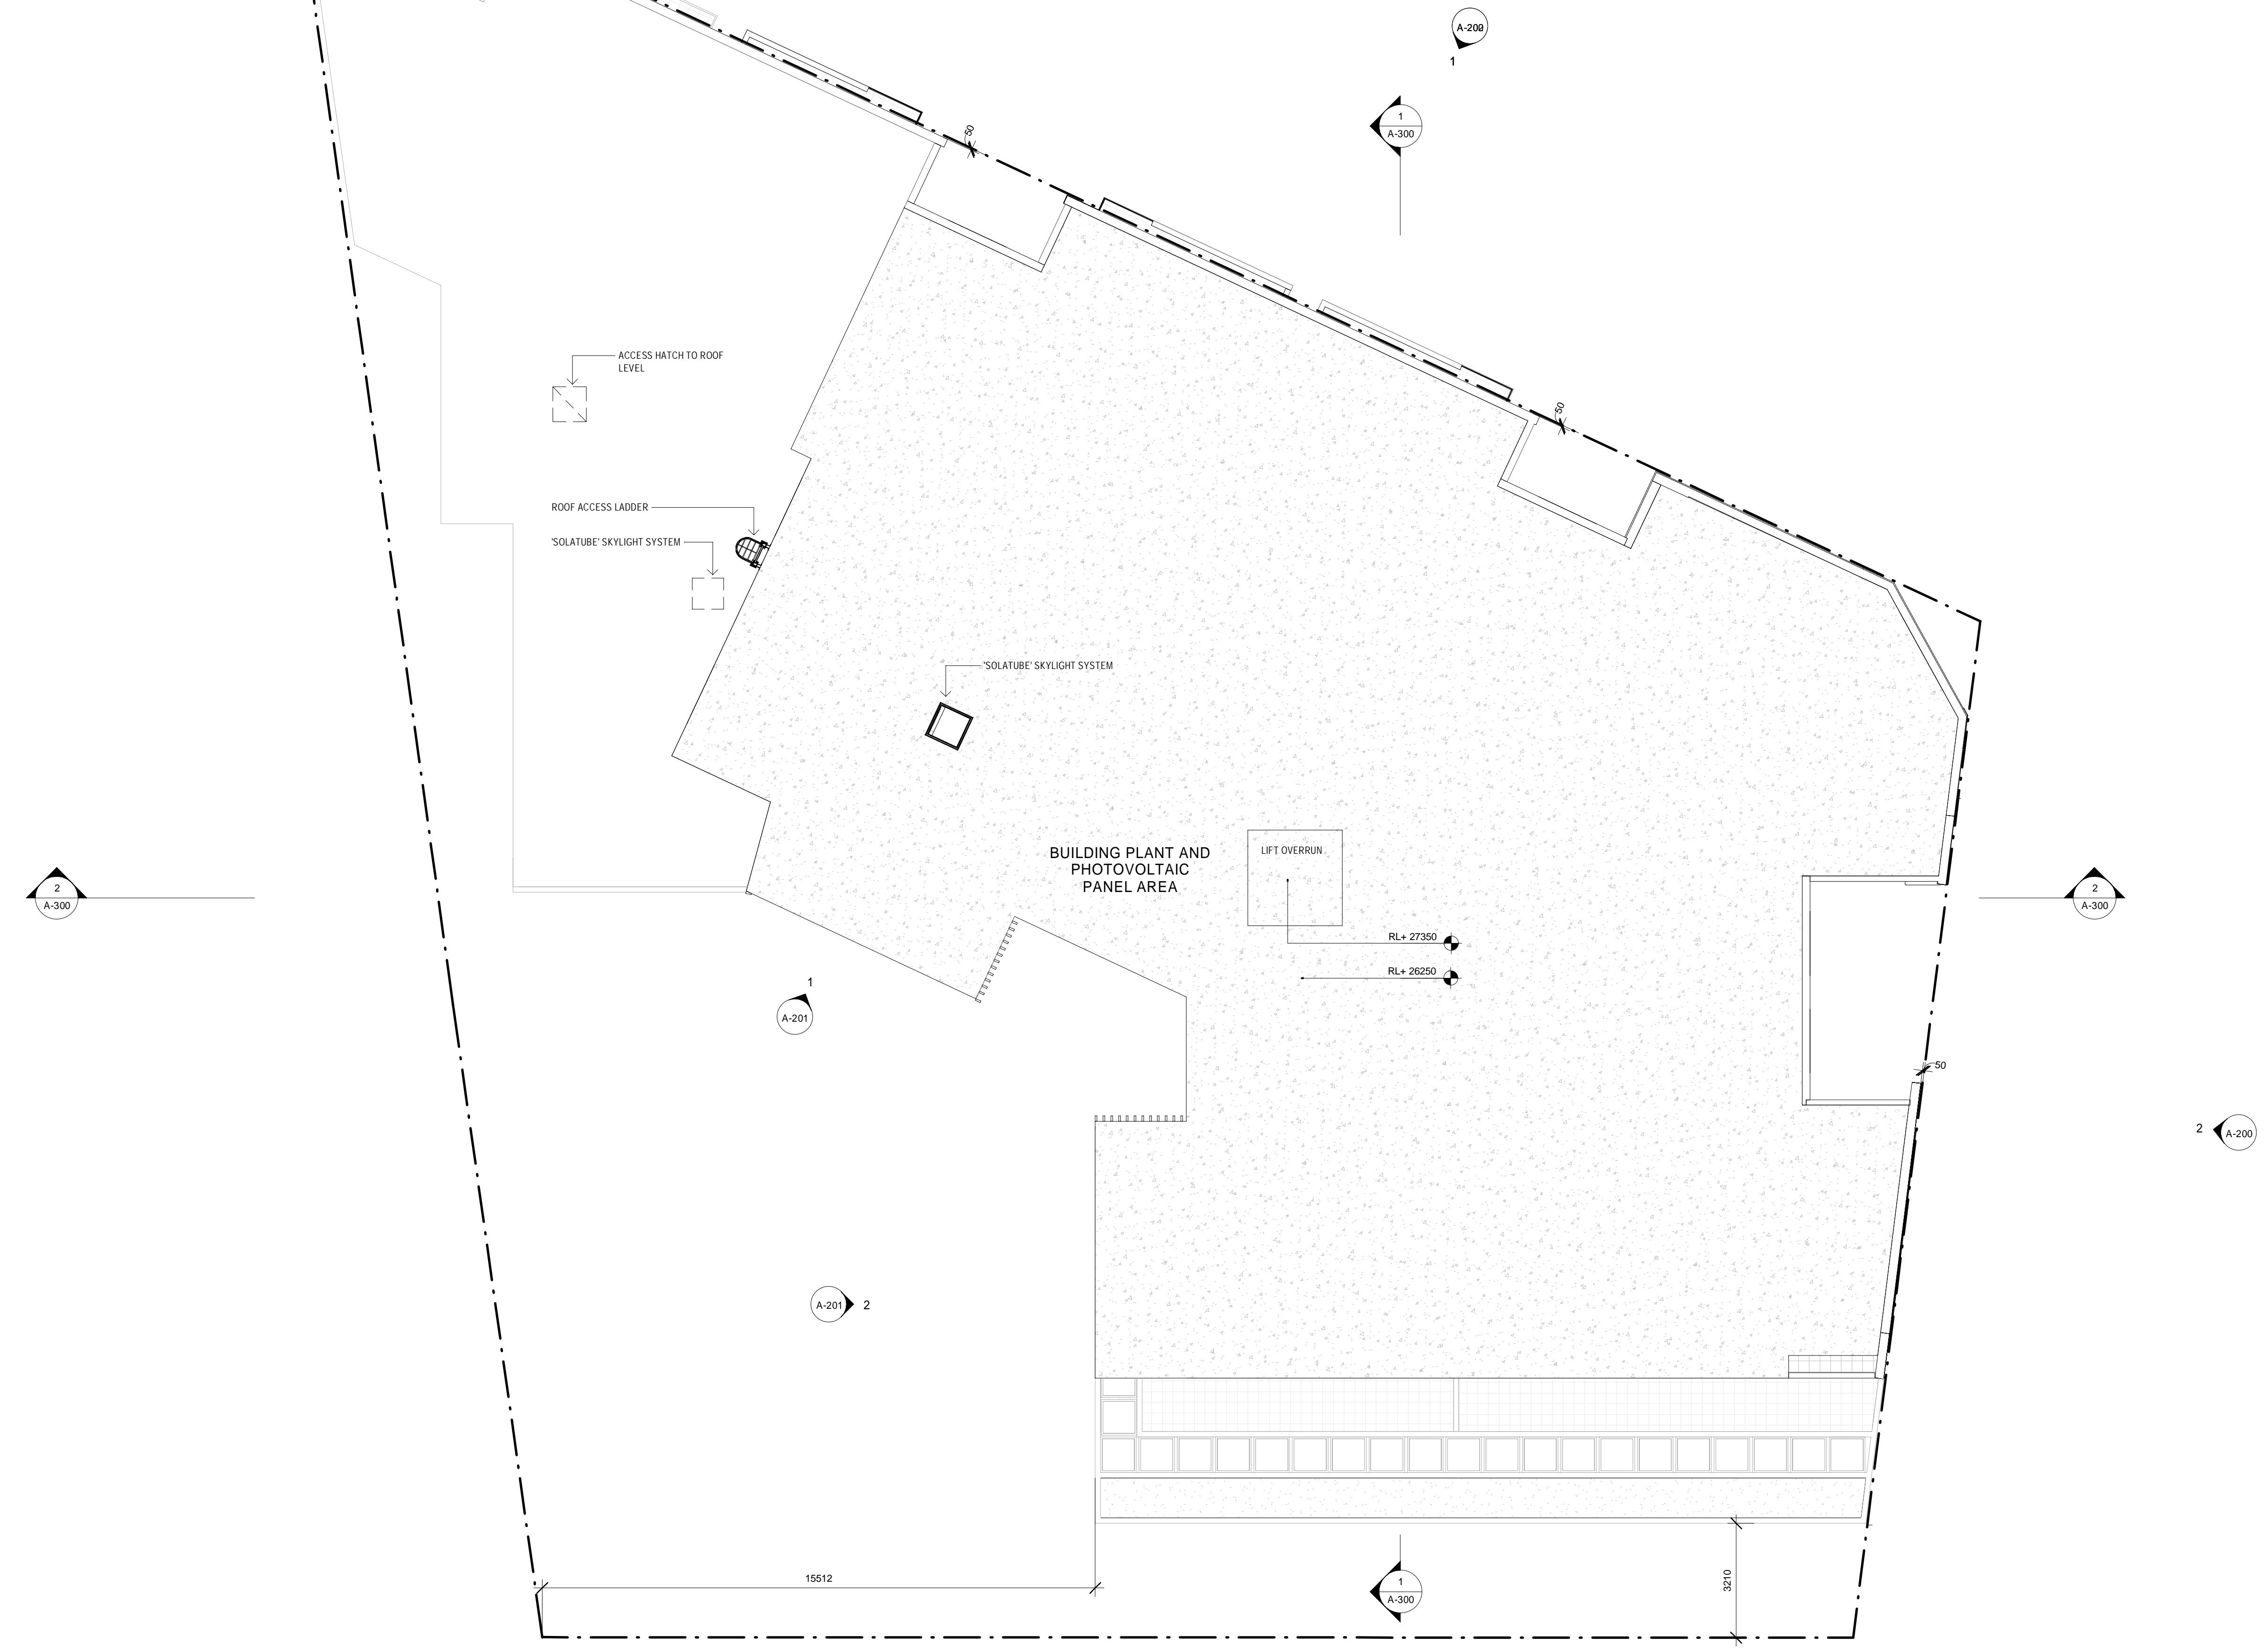 A-200
1
1
A-300
50
50
ACCESS HATCH TO ROOF
LEVEL
ROOF ACCESS LADDER
'SOLATUBE' SKYLIGHT SYSTEM
'SOLATUBE' SKYLIGHT SYSTEM
BUILDING PLANT AND
PHOTOVOLTAIC
PANEL AREA
LIFT OVERRUN
2
A-300
2
A-300
RL+ 27350
RL+ 26250
1
A-201
50
2
A-200
A-201
2
15512
1
A-300
3210